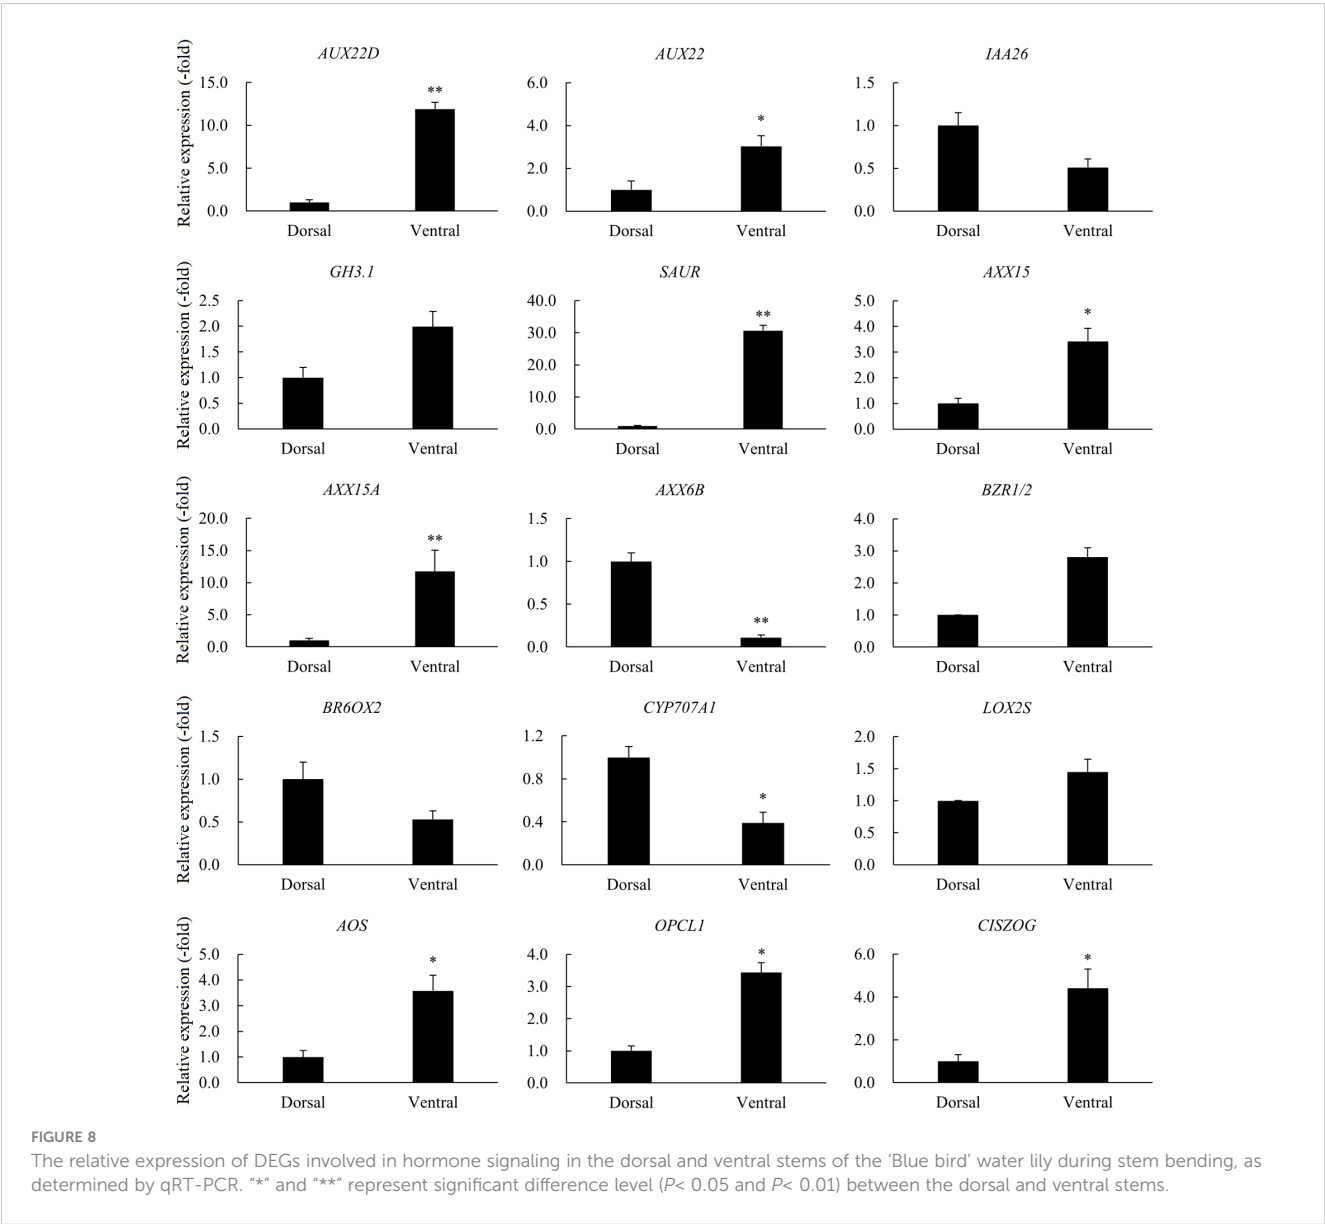 AUX22D
AUX22
IAA26
Relative expression (-fold)
15.0
10.0
5.0
0.0
**
Dorsal Ventral
6.0
4.0
2.0
0.0
*
Dorsal Ventral
1.5
1.0
0.5
0.0
Dorsal Ventral
GH3.1
SAUR
AXX15
Relative expression (-fold)
2.5
2.0
1.5
1.0
0.5
0.0
Dorsal Ventral
40.0
30.0
20.0
10.0
0.0
**
Dorsal Ventral
5.0
4.0
3.0
2.0
1.0
0.0
*
Dorsal Ventral
AXX15A
AXX6B
BZR1/2
Relative expression (-fold)
20.0
15.0
10.0
5.0
0.0
**
Dorsal Ventral
1.5
1.0
0.5
0.0
**
Dorsal Ventral
4.0
3.0
2.0
1.0
0.0
Dorsal Ventral
BR6OX2
CYP707A1
LOX2S
Relative expression (-fold)
1.5
1.0
0.5
0.0
Dorsal Ventral
1.2
0.8
0.4
0.0
*
Dorsal Ventral
2.0
1.5
1.0
0.5
0.0
Dorsal Ventral
AOS
OPCL1
CISZOG
Relative expression (-fold)
5.0
4.0
3.0
2.0
1.0
0.0
*
Dorsal Ventral
4.0
3.0
2.0
1.0
0.0
*
Dorsal Ventral
6.0
4.0
2.0
0.0
*
Dorsal Ventral
FIGURE 8
The relative expression of DEGs involved in hormone signaling in the dorsal and ventral stems of the ‘Blue bird’ water lily during stem bending, as
determined by qRT-PCR. “*” and “**” represent significant difference level (P< 0.05 and P< 0.01) between the dorsal and ventral stems.